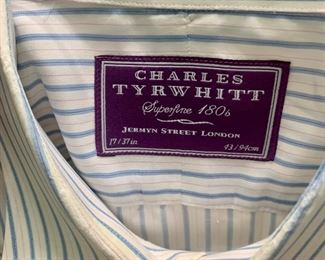 CHARLES
TYRWHITT
Superfine 180s
JERMYN STREET LONDON
17/37in 43/94cm